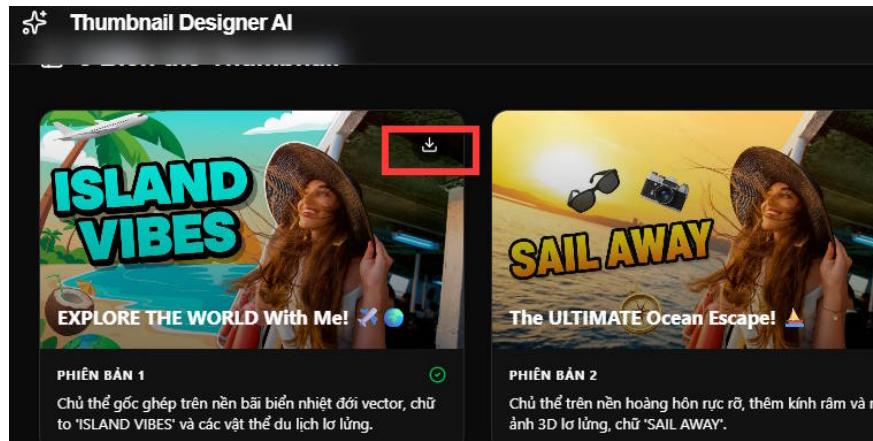 Thumbnail Designer AI
ISLAND
VIBES
EXPLORE THE WORLD With Me! ✈️ 🌍
SAIL AWAY
The ULTIMATE Ocean Escape! ⛵
PHIÊN BẢN 1
Chủ thể gốc ghép trên nền bãi biển nhiệt đới vector, chữ
to 'ISLAND VIBES' và các vật thể du lịch lơ lửng.
PHIÊN BẢN 2
Chủ thể trên nền hoàng hôn rực rỡ, thêm kính râm và
ảnh 3D lơ lửng, chữ 'SAIL AWAY'.